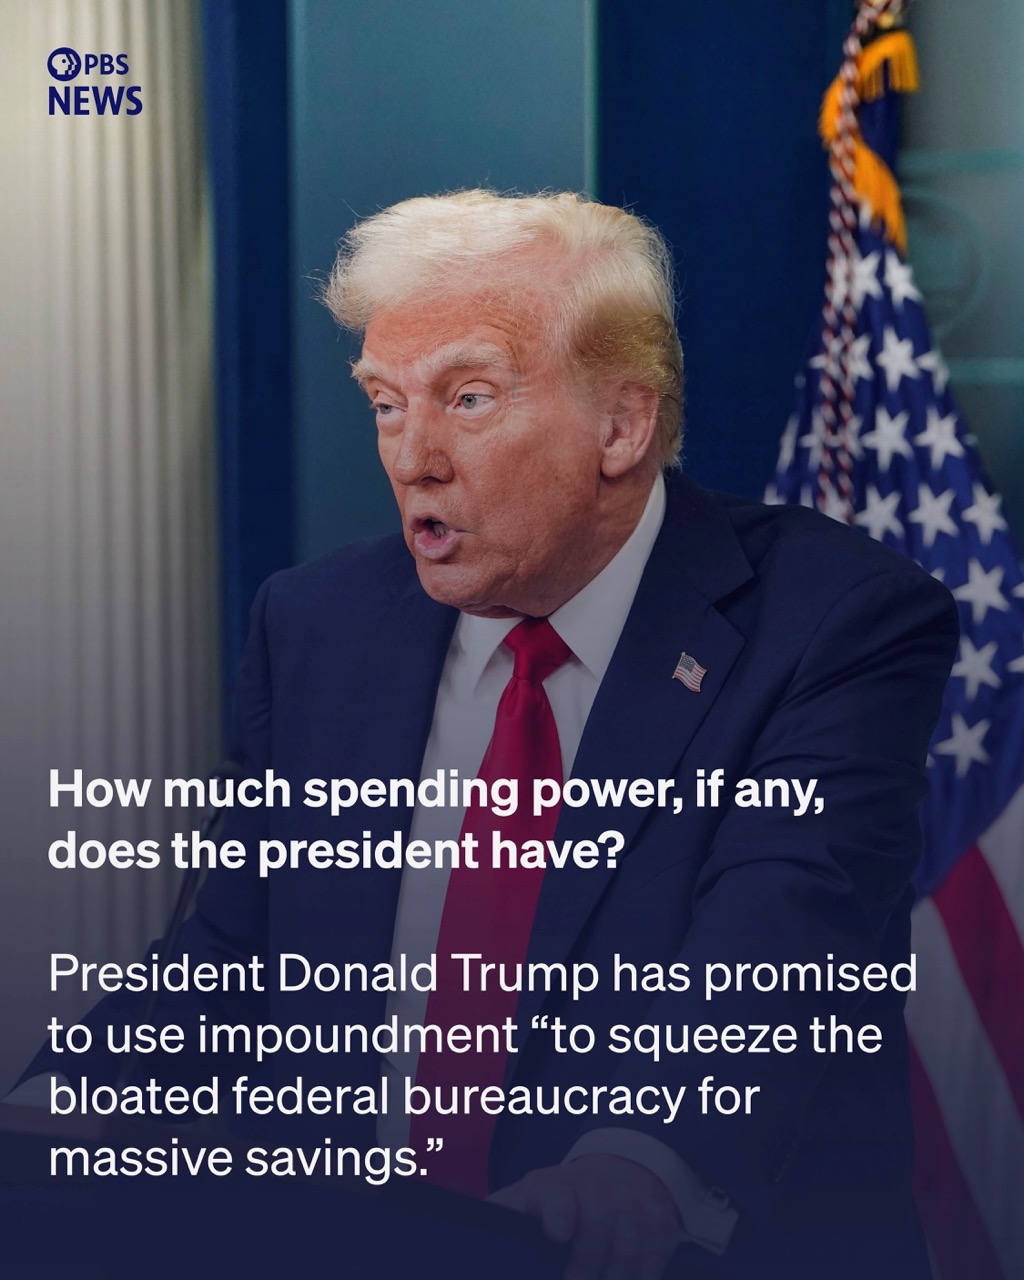 PBS
NEWS
How much spending power, if any,
does the president have?
President Donald Trump has promised
to use impoundment “to squeeze the
bloated federal bureaucracy for
massive savings.”